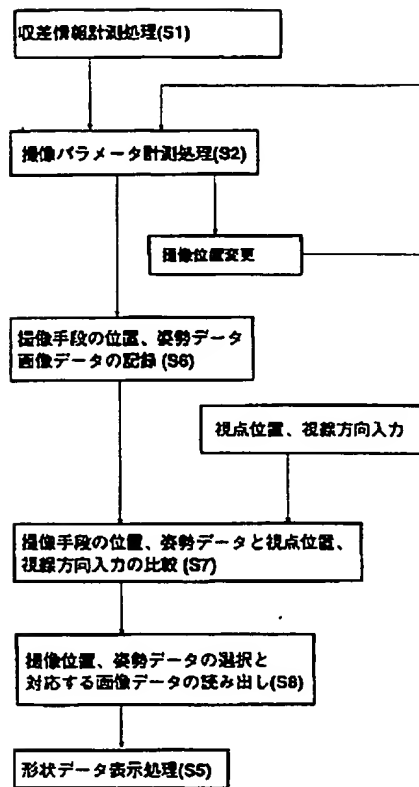 収差情報計測処理(S1)
撮像パラメータ計測処理(S2)
撮像位置変更
撮像手段の位置、姿勢データ
画像データの記録 (S6)
視点位置、視線方向入力
撮像手段の位置、姿勢データと視点位置、
視線方向入力の比較 (S7)
撮像位置、姿勢データの選択と
対応する画像データの読み出し(S8)
形状データ表示処理(S5)